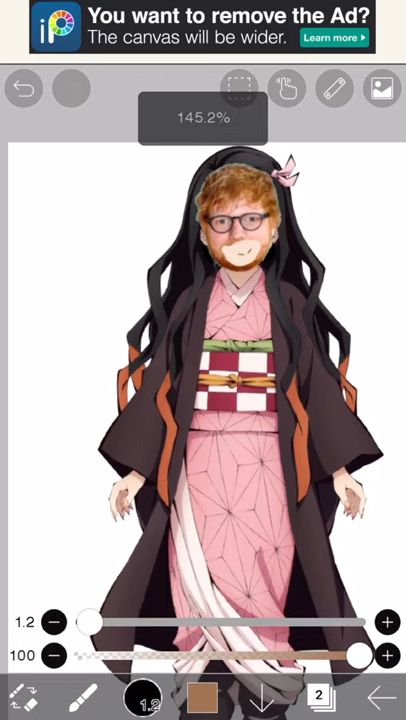 You want to remove the Ad?
The canvas will be wider.
Learn more
145.2%
1.2
100
1.2
2